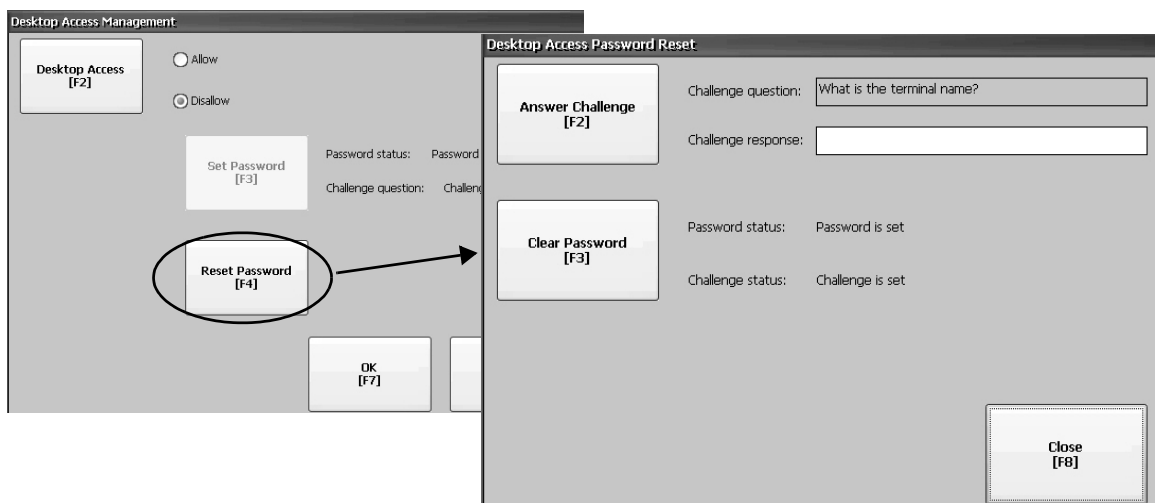 Desktop Access Management
Desktop Access
[F2]
Allow
Disallow
Set Password
[F3]
Password status: Password
Challenge question:
Reset Password
[F4]
OK
[F7]
Desktop Access Password Reset
Answer Challenge
[F2]
Challenge question: What is the terminal name?
Challenge response:
Clear Password
[F3]
Password status: Password is set
Challenge status: Challenge is set
Close
[F8]